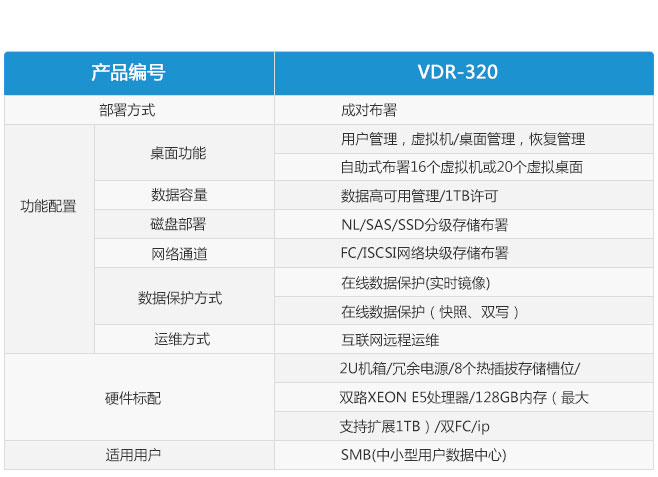 产品编号 VDR-320
部署方式 成对布署
功能配置
桌面功能 用户管理，虚拟机/桌面管理，恢复管理
自助式布署16个虚拟机或20个虚拟桌面
数据容量 数据高可用管理/1TB许可
磁盘部署 NL/SAS/SSD分级存储布署
网络通道 FC/ISCSI网络块级存储布署
数据保护方式 在线数据保护(实时镜像)
在线数据保护（快照、双写）
运维方式 互联网远程运维
硬件标配 2U机箱/冗余电源/8个热插拔存储槽位/
双路XEON E5处理器/128GB内存（最大
支持扩展1TB）/双FC/ip
适用用户 SMB(中小型用户数据中心)